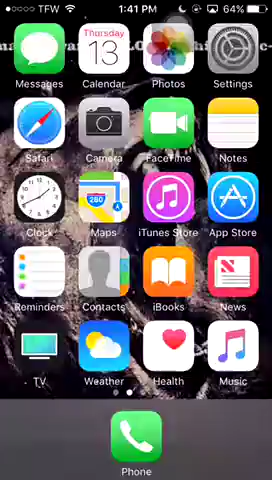 TFW 1:41 PM 64%
Thursday
13
Messages Calendar Photos Settings
Safari Camera FaceTime Notes
280
Clock Maps iTunes Store App Store
Reminders Contacts iBooks News
TV Weather Health Music
Phone